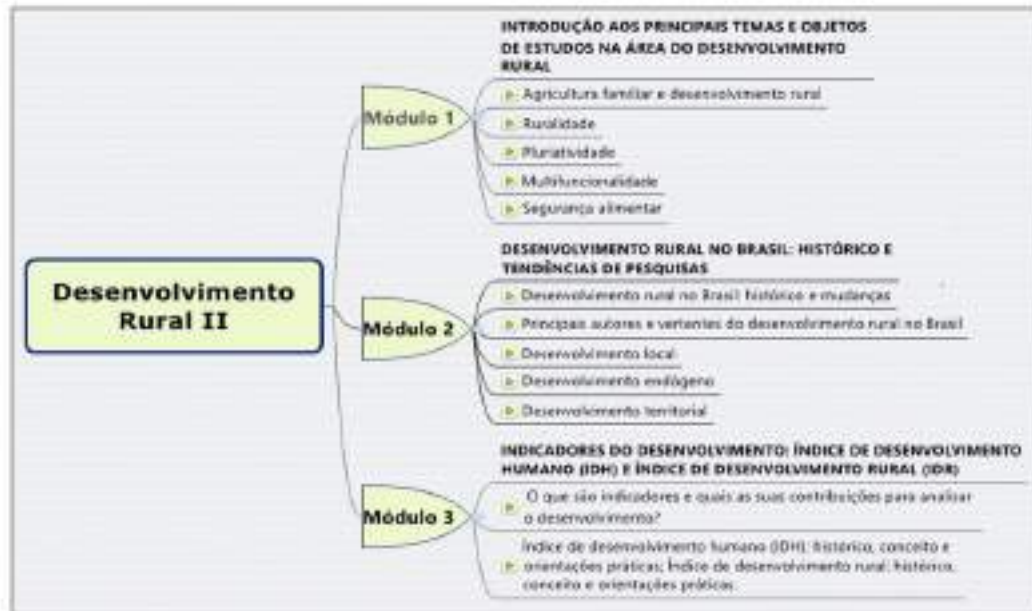 INTRODUÇÃO AOS PRINCIPAIS TEMAS E OBJETOS
DE ESTUDOS NA ÁREA DO DESENVOLVIMENTO
RURAL
Agricultura familiar e desenvolvimento rural
Módulo 1
Ruralidade
Pluriatividade
Multifuncionalidade
Segurança alimentar
DESENVOLVIMENTO RURAL NO BRASIL: HISTÓRICO E
TENDÊNCIAS DE PESQUISAS
Desenvolvimento
Rural II
Desenvolvimento rural no Brasil: histórico e mudanças
Módulo 2
Principais autores e vertentes do desenvolvimento rural no Brasil
Desenvolvimento local
Desenvolvimento endógeno
Desenvolvimento territorial
INDICADORES DO DESENVOLVIMENTO: ÍNDICE DE DESENVOLVIMENTO
HUMANO (IDH) E ÍNDICE DE DESENVOLVIMENTO RURAL (IDR)
Módulo 3
O que são indicadores e quais as suas contribuições para analisar
o desenvolvimento?
Índice de desenvolvimento humano (IDH): histórico, conceito e
orientações práticas; Índice de desenvolvimento rural: histórico,
conceito e orientações práticas.